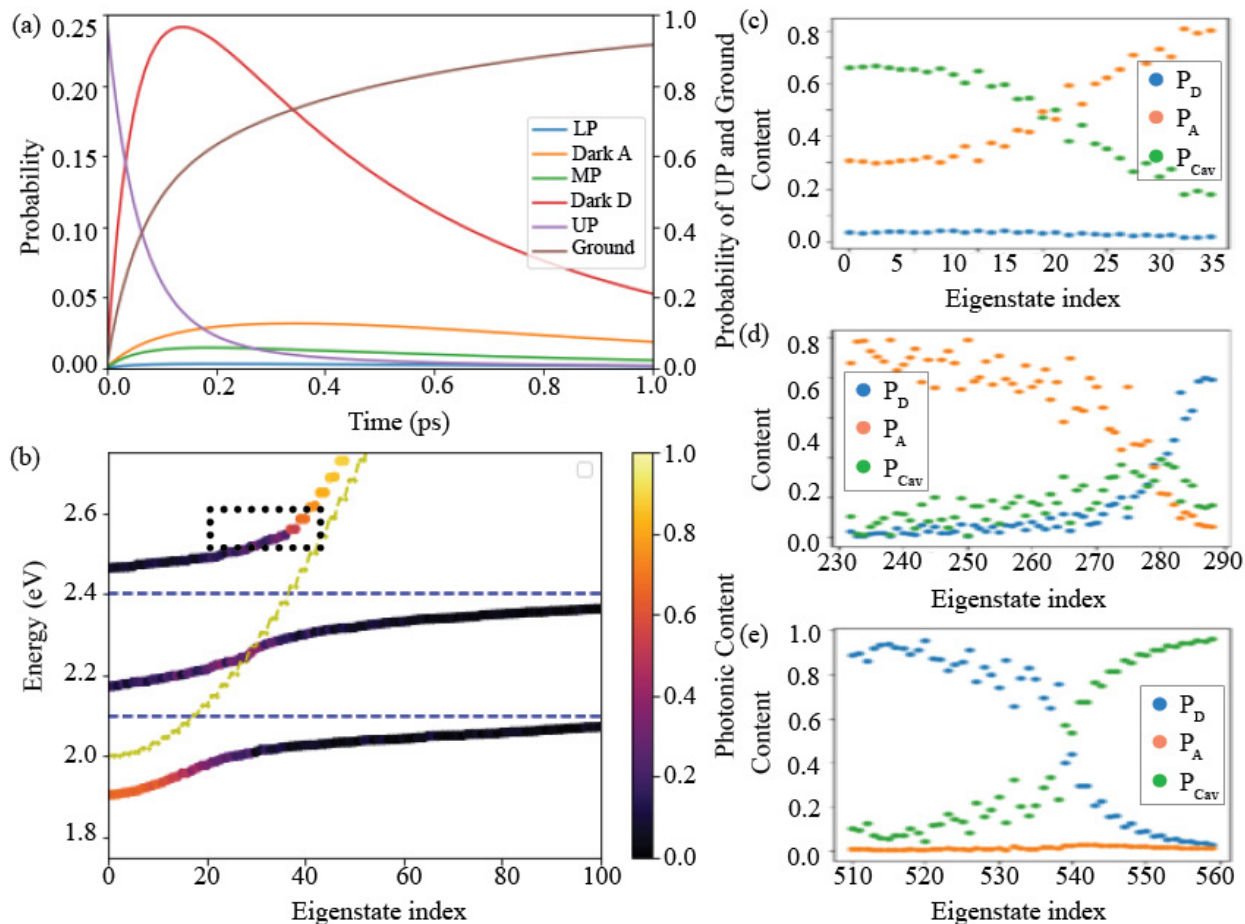 (a)
0.25
0.20
0.15
0.10
0.05
0.00
Probability
1.0
0.8
0.6
0.4
0.2
0.0
Probability of UP and Ground
LP
Dark A
MP
Dark D
UP
Ground
0.0 0.2 0.4 0.6 0.8 1.0
Time (ps)
(b)
2.6
2.4
2.2
2.0
1.8
Energy (eV)
0 20 40 60 80 100
Eigenstate index
1.0
0.8
0.6
0.4
0.2
0.0
Photonic Content
(c)
0.8
0.6
0.4
0.2
0.0
Content
P_D
P_A
P_Cav
0 5 10 15 20 25 30 35
Eigenstate index
(d)
0.8
0.6
0.4
0.2
0.0
Content
P_D
P_A
P_Cav
230 240 250 260 270 280 290
Eigenstate index
(e)
1.0
0.8
0.6
0.4
0.2
0.0
Content
P_D
P_A
P_Cav
510 520 530 540 550 560
Eigenstate index